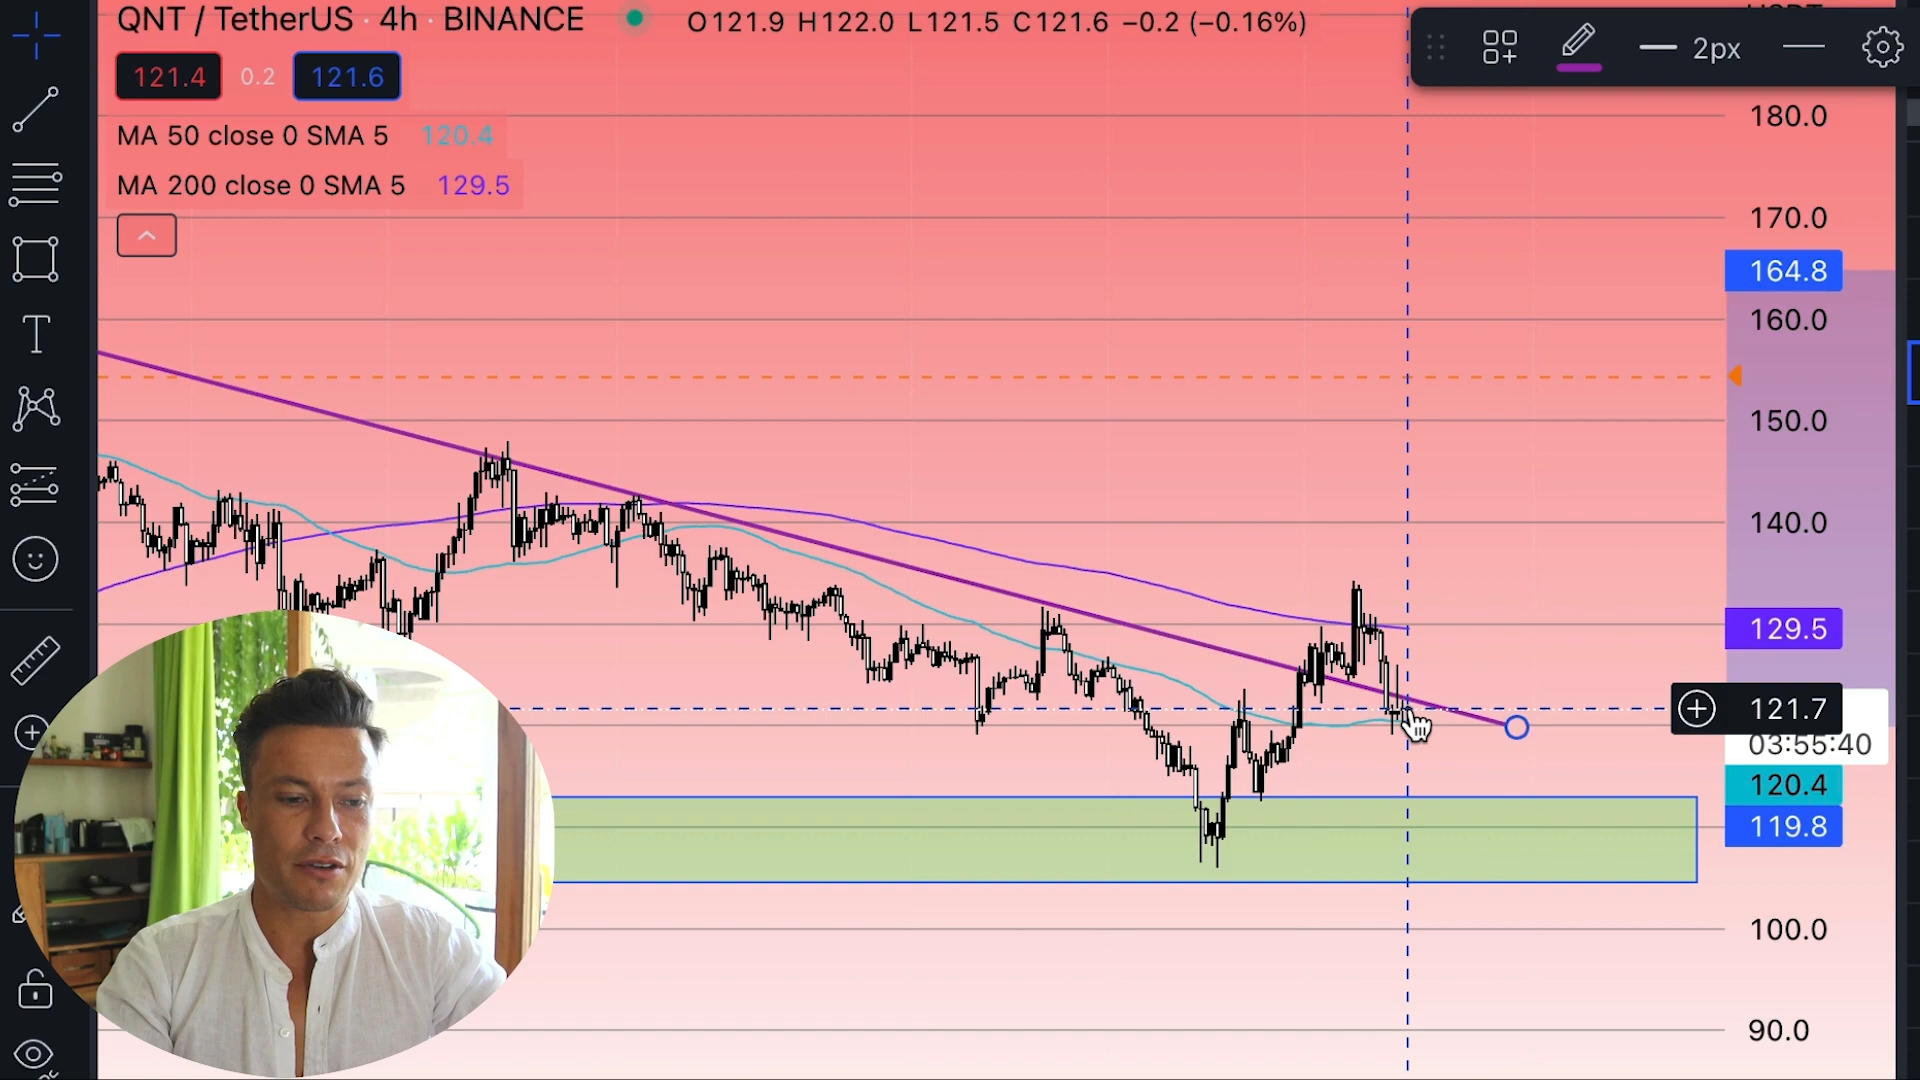 QNT / TetherUS · 4h · BINANCE
O121.9 H122.0 L121.5 C121.6 −0.2 (−0.16%)
121.4 0.2 121.6
MA 50 close 0 SMA 5 120.4
MA 200 close 0 SMA 5 129.5
2px
180.0
170.0
164.8
160.0
150.0
140.0
129.5
121.7
03:55:40
120.4
119.8
100.0
90.0
T